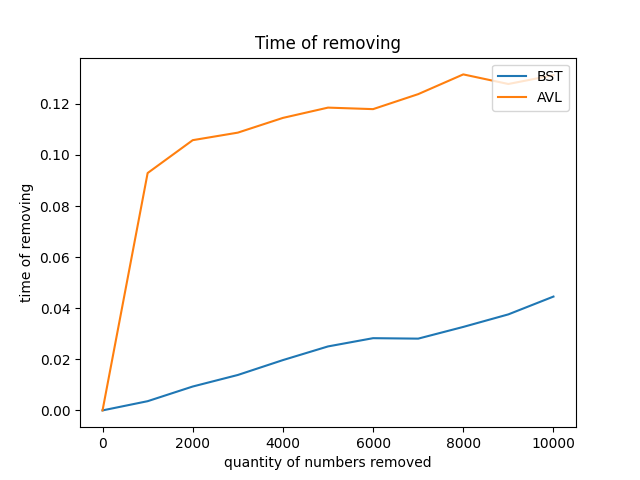 Time of removing
BST
AVL
time of removing
0.12
0.10
0.08
0.06
0.04
0.02
0.00
0 2000 4000 6000 8000 10000
quantity of numbers removed